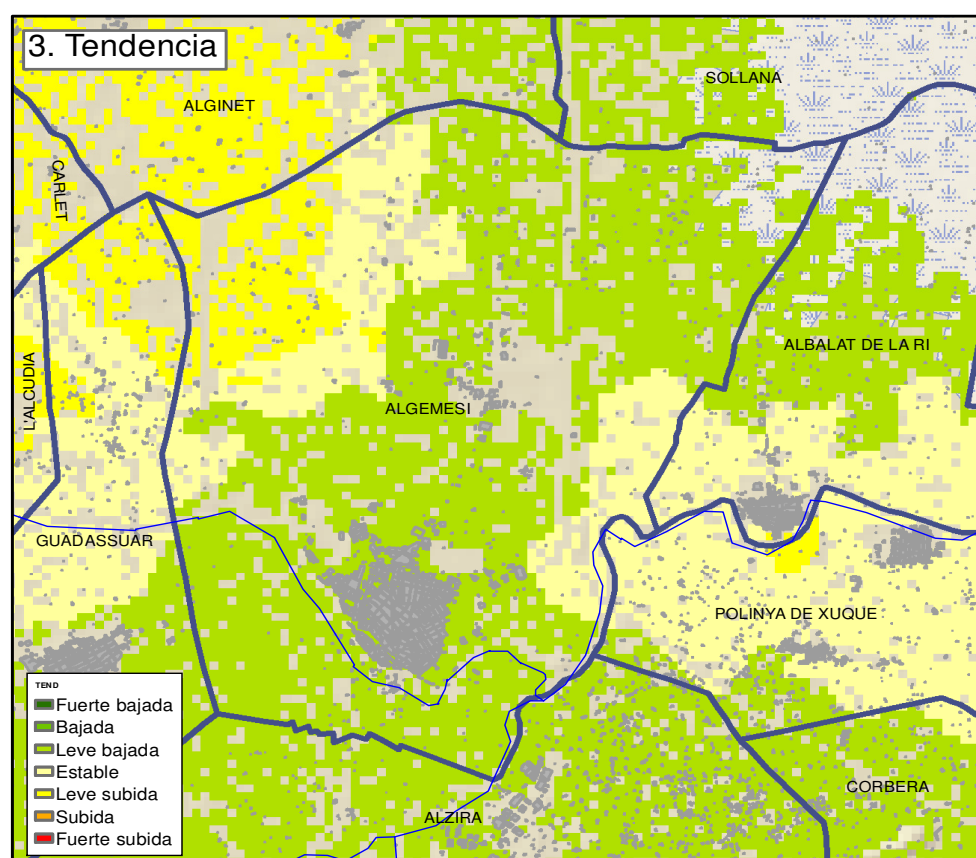 3. Tendencia
SOLLANA
ALGINET
CARLET
ALBALAT DE LA RI
L'ALCUDIA
ALGEMESI
GUADASSUAR
POLINYA DE XUQUE
TEND
Fuerte bajada
Bajada
Leve bajada
Estable
Leve subida
Subida
Fuerte subida
CORBERA
ALZIRA